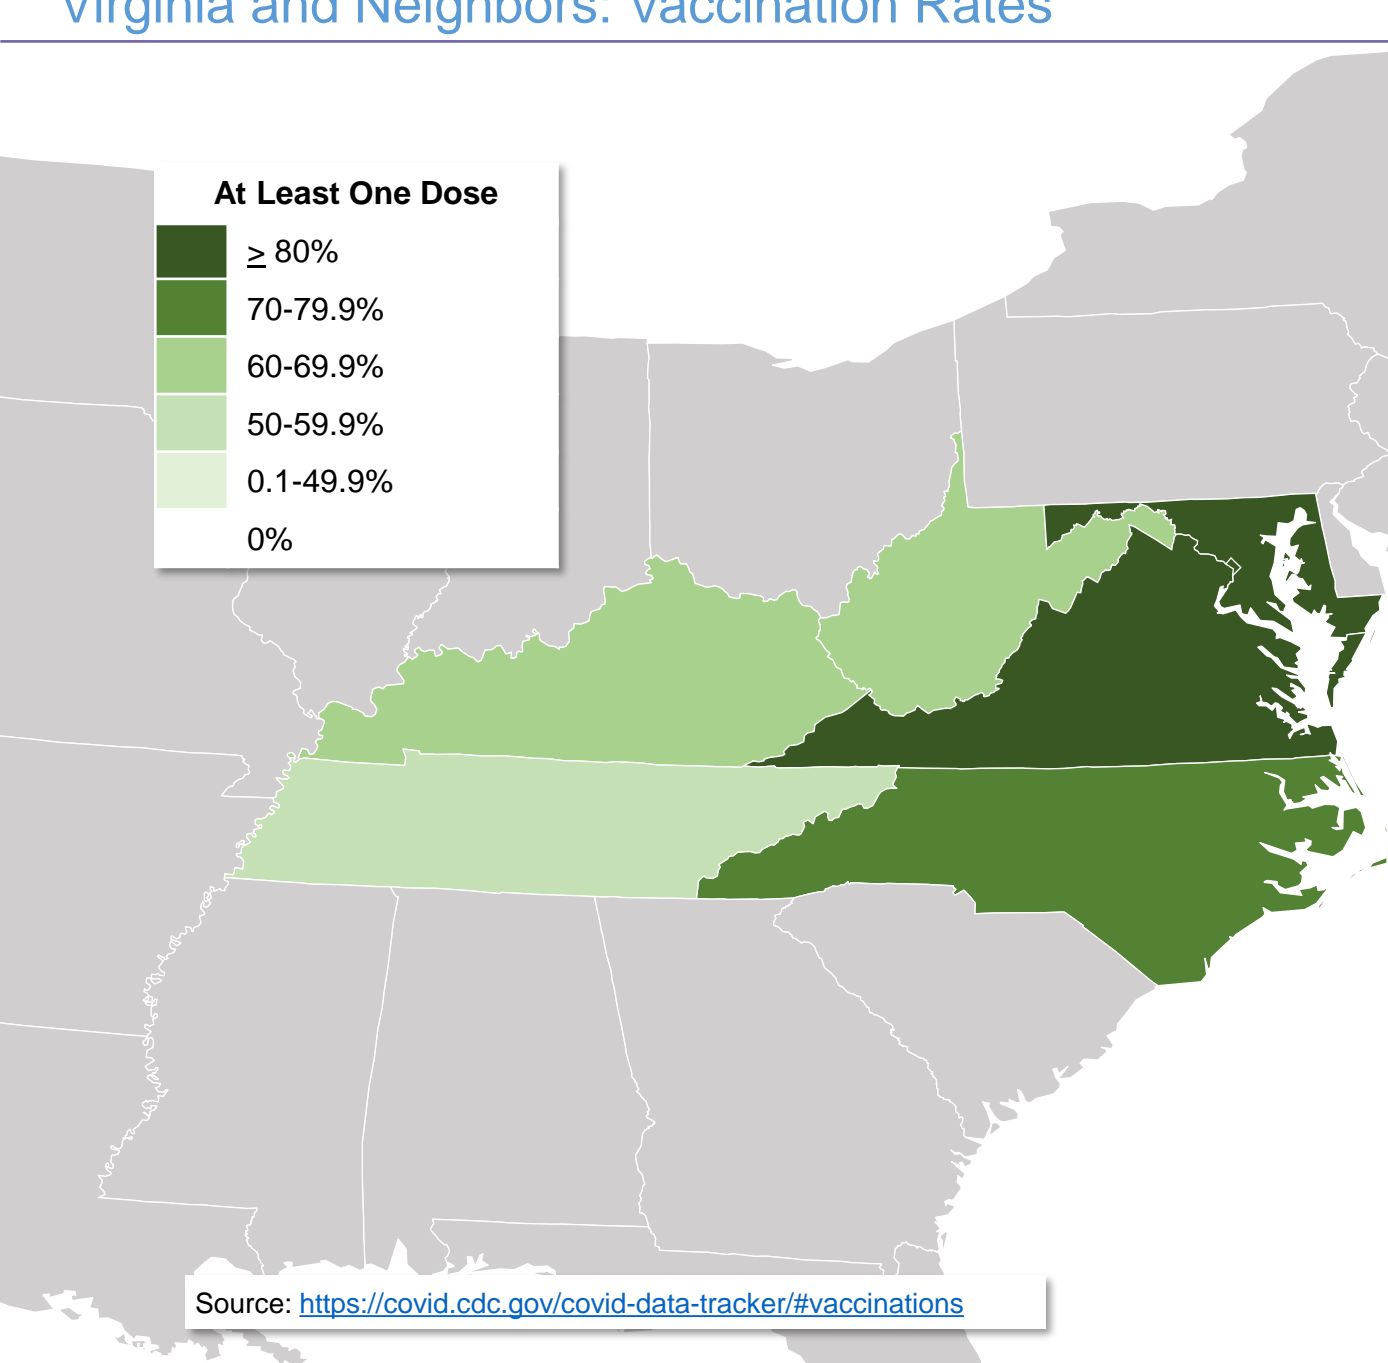 Virginia and Neighbors: Vaccination Rates
At Least One Dose
≥ 80%
70-79.9%
60-69.9%
50-59.9%
0.1-49.9%
0%
Source: https://covid.cdc.gov/covid-data-tracker/#vaccinations